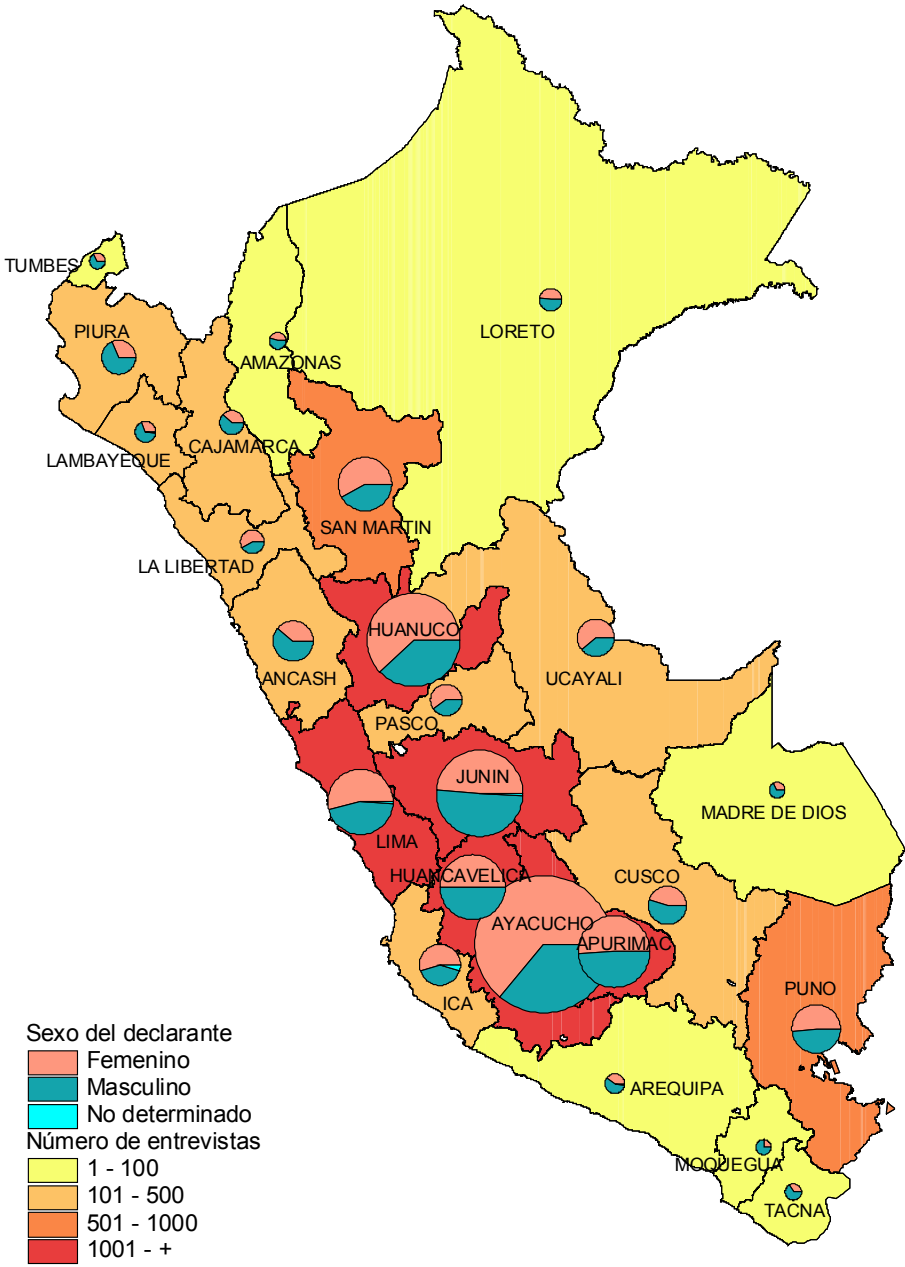 TUMBES
PIURA
LORETO
AMAZONAS
LAMBAYEQUE
CAJAMARCA
SAN MARTIN
LA LIBERTAD
HUANUCO
ANCASH
UCAYALI
PASCO
JUNIN
MADRE DE DIOS
LIMA
HUANCAVELICA
CUSCO
AYACUCHO
APURIMAC
PUNO
ICA
AREQUIPA
MOQUEGUA
TACNA
Sexo del declarante
Femenino
Masculino
No determinado
Número de entrevistas
1 - 100
101 - 500
501 - 1000
1001 - +